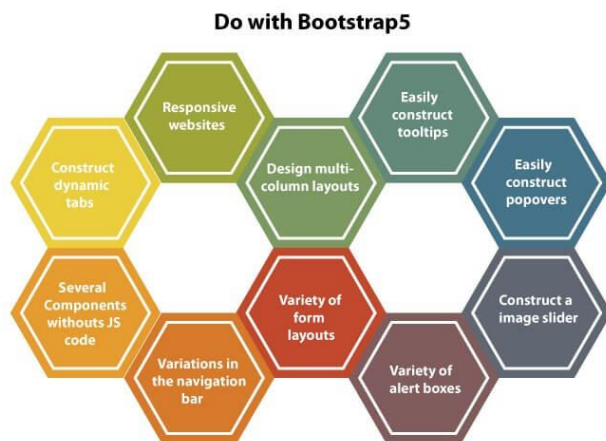 Do with Bootstrap5
Responsive
websites
Easily
construct
tooltips
Construct
dynamic
tabs
Design multi-
column layouts
Easily
construct
popovers
Several
Components
withouts JS
code
Variety of
form
layouts
Construct a
image slider
Variations in
the navigation
bar
Variety of
alert boxes